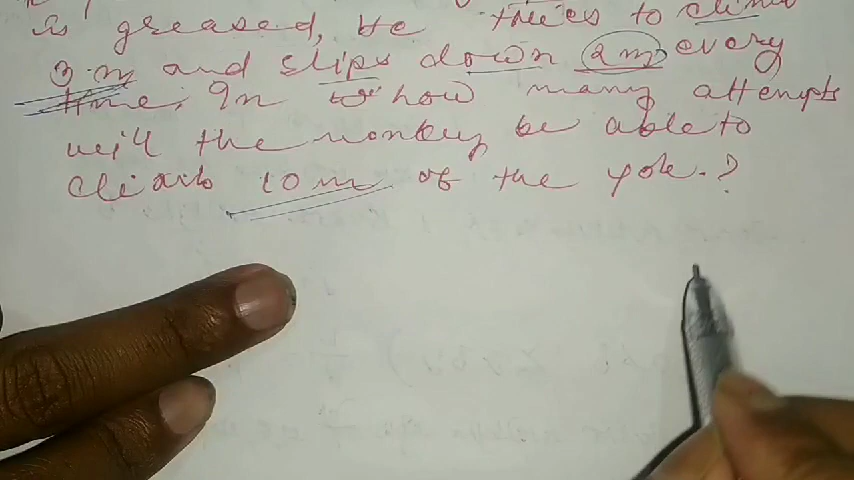 is greased, He tries to climb
3 m and slips down 2m every
time. In how many attempts
will the monkey be able to
climb 10 m of the pole.?